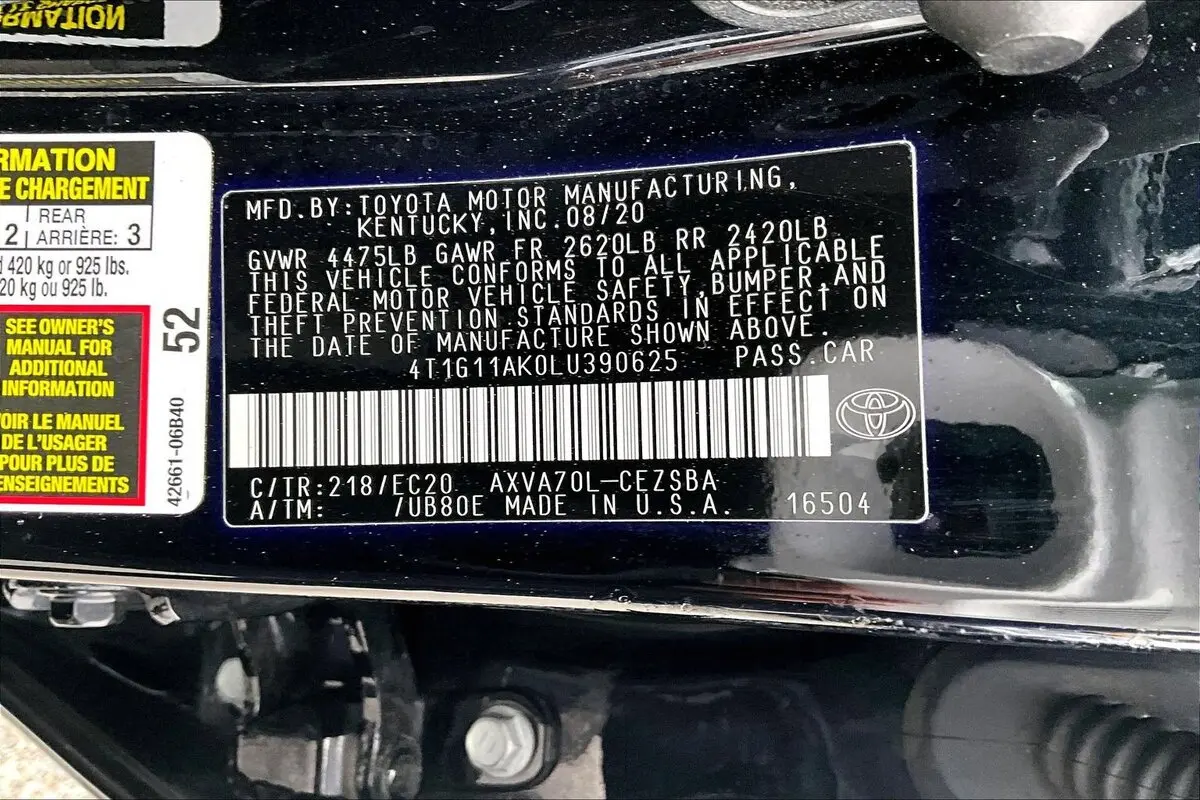 RMATION
RMATION
E CHARGEMENT
2 | REAR
ARRIÈRE: 3
420 kg or 925 lbs.
20 kg ou 925 lb.
SEE OWNER'S
MANUAL FOR
ADDITIONAL
INFORMATION
VOIR LE MANUEL
DE L'USAGER
POUR PLUS DE
ENSEIGNEMENTS
52
42661-06B40
MFD.BY:TOYOTA MOTOR MANUFACTURING,
KENTUCKY,INC.08/20
GVWR 4475LB GAWR FR 2620LB RR 2420LB
THIS VEHICLE CONFORMS TO ALL APPLICABLE
FEDERAL MOTOR VEHICLE SAFETY,BUMPER,AND
THEFT PREVENTION STANDARDS IN EFFECT ON
THE DATE OF MANUFACTURE SHOWN ABOVE.
4T1G11AK0LU390625 PASS.CAR
C/TR:218/EC20 AXVA70L-CEZSBA
A/TM: /UB80E MADE IN U.S.A. 16504